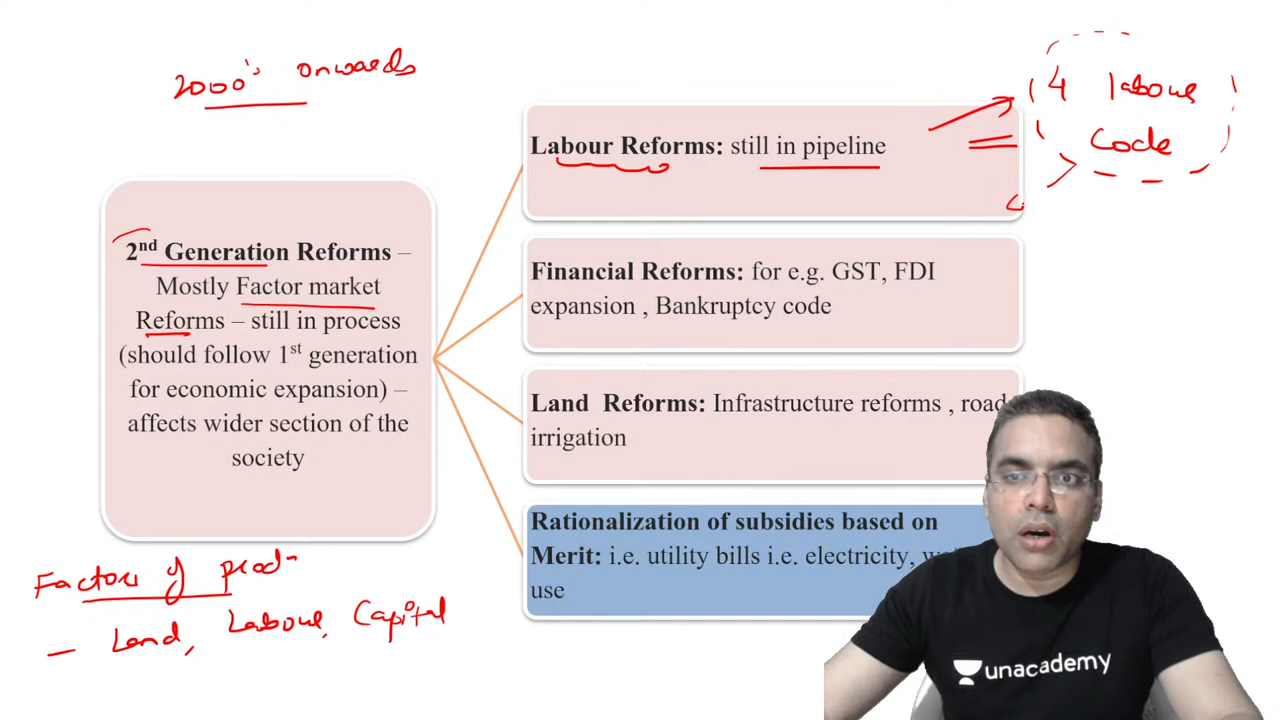 2000's onwards
4 labour
code
Labour Reforms: still in pipeline
2nd Generation Reforms –
Mostly Factor market
Reforms – still in process
(should follow 1st generation
for economic expansion) –
affects wider section of the
society
Financial Reforms: for e.g. GST, FDI
expansion , Bankruptcy code
Land Reforms: Infrastructure reforms , road
irrigation
Rationalization of subsidies based on
Merit: i.e. utility bills i.e. electricity,
use
Factors of prod-
– Land, Labour, Capital
unacademy